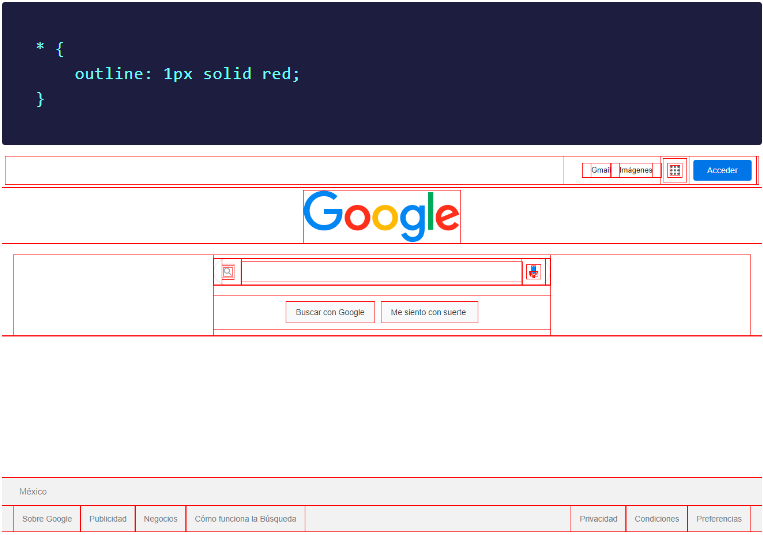 * {
    outline: 1px solid red;
}
Gmail Imágenes Acceder
Google
Buscar con Google Me siento con suerte
México
Sobre Google Publicidad Negocios Cómo funciona la Búsqueda Privacidad Condiciones Preferencias